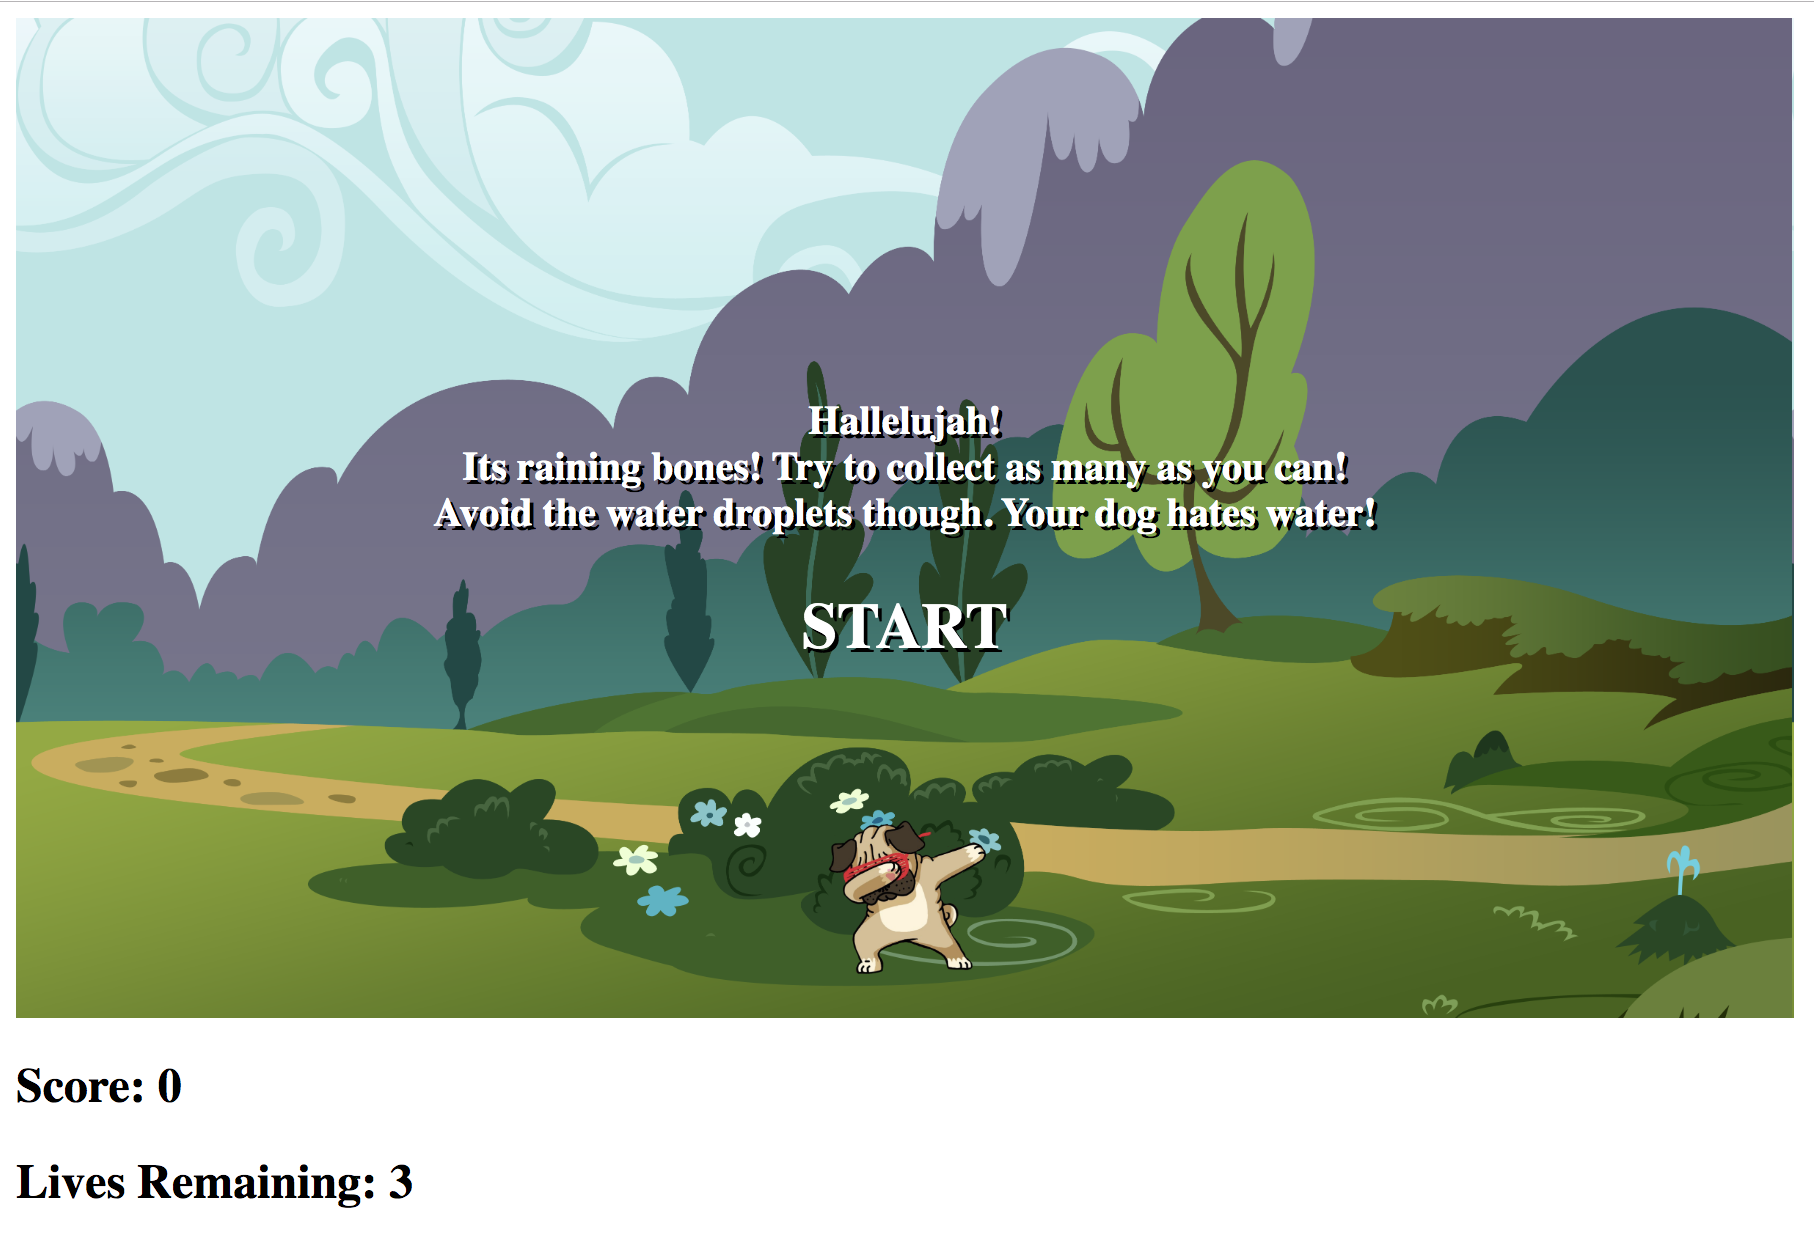 Hallelujah!
Its raining bones! Try to collect as many as you can!
Avoid the water droplets though. Your dog hates water!
START
Score: 0
Lives Remaining: 3